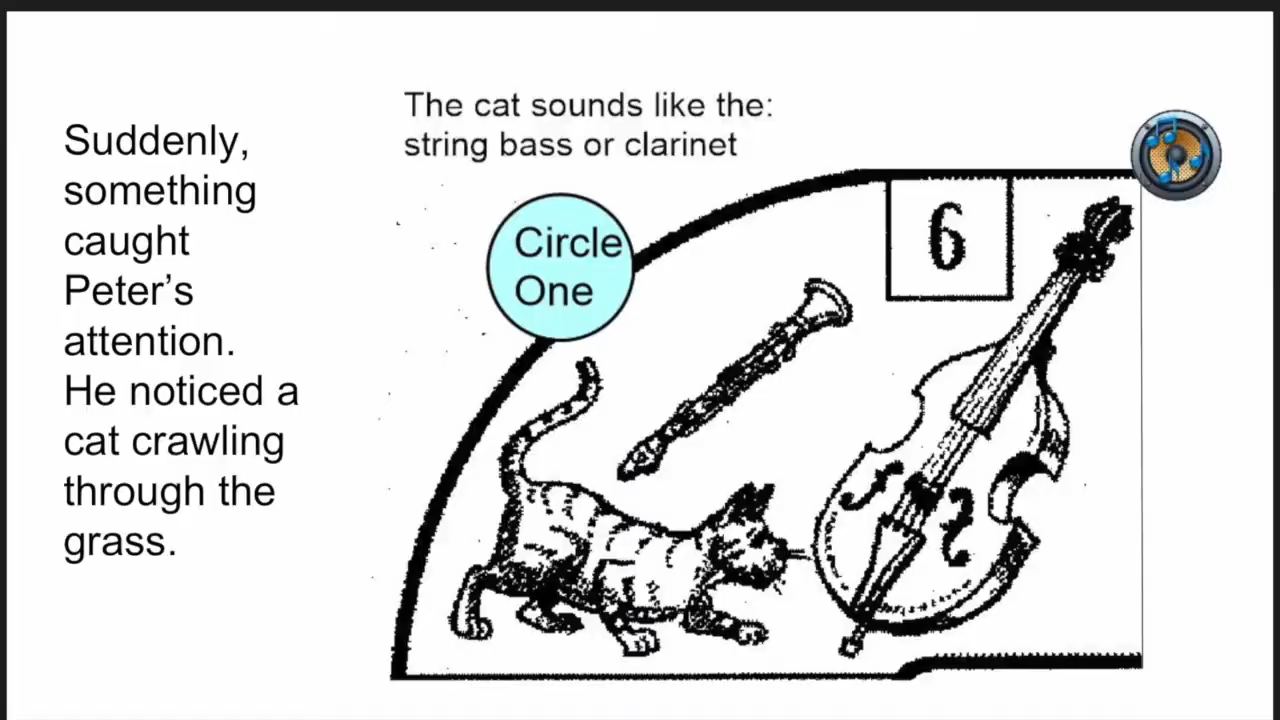 Suddenly,
something
caught
Peter’s
attention.
He noticed a
cat crawling
through the
grass.
The cat sounds like the:
string bass or clarinet
Circle
One
6